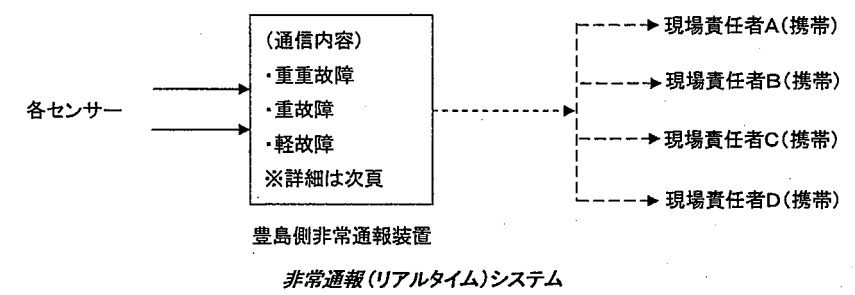 各センサー
(通信内容)
・重重故障
・重故障
・軽故障
※詳細は次頁
豊島側非常通報装置
現場責任者A(携帯)
現場責任者B(携帯)
現場責任者C(携帯)
現場責任者D(携帯)
非常通報(リアルタイム)システム